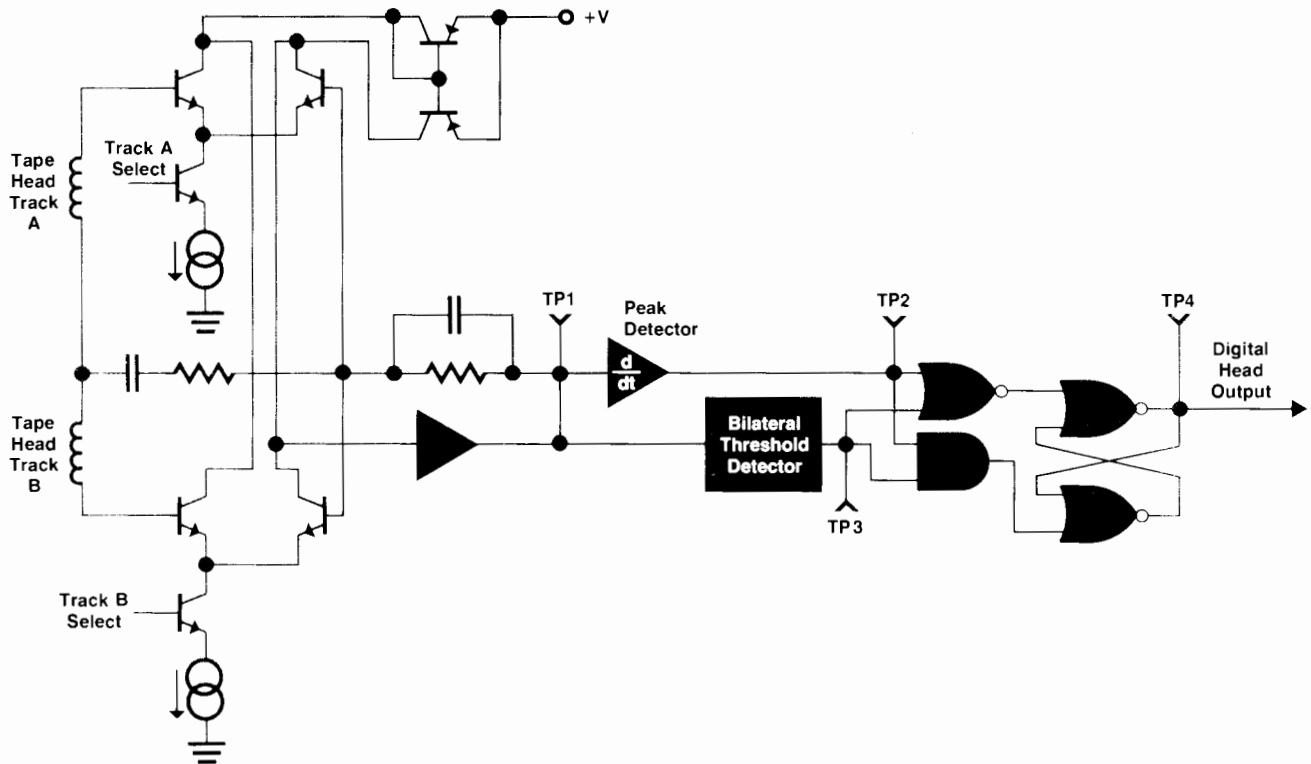 +V
Track A
Select
Tape
Head
Track
A
TP1
Peak
Detector
d
dt
TP2
TP4
Digital
Head
Output
Tape
Head
Track
B
Bilateral
Threshold
Detector
TP3
Track B
Select